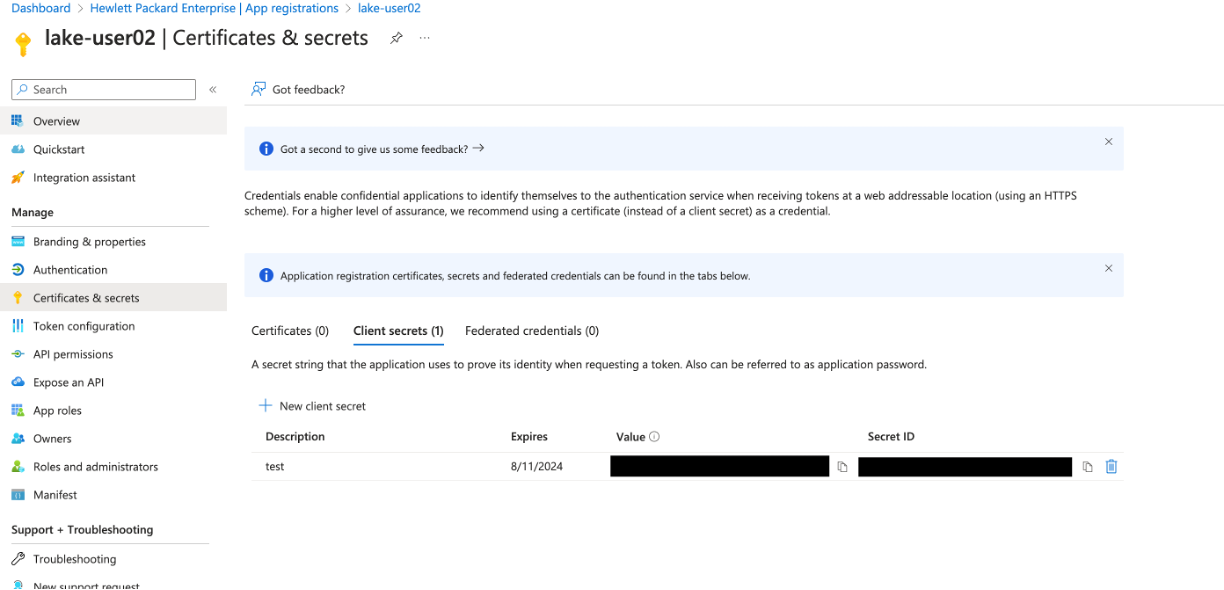 Dashboard > Hewlett Packard Enterprise | App registrations > lake-user02
lake-user02 | Certificates & secrets
Search
Got feedback?
Overview
Quickstart
Integration assistant
Manage
Branding & properties
Authentication
Certificates & secrets
Token configuration
API permissions
Expose an API
App roles
Owners
Roles and administrators
Manifest
Support + Troubleshooting
Troubleshooting
New support request
Got a second to give us some feedback? →
Credentials enable confidential applications to identify themselves to the authentication service when receiving tokens at a web addressable location (using an HTTPS
scheme). For a higher level of assurance, we recommend using a certificate (instead of a client secret) as a credential.
Application registration certificates, secrets and federated credentials can be found in the tabs below.
Certificates (0) Client secrets (1) Federated credentials (0)
A secret string that the application uses to prove its identity when requesting a token. Also can be referred to as application password.
New client secret
Description Expires Value Secret ID
test 8/11/2024